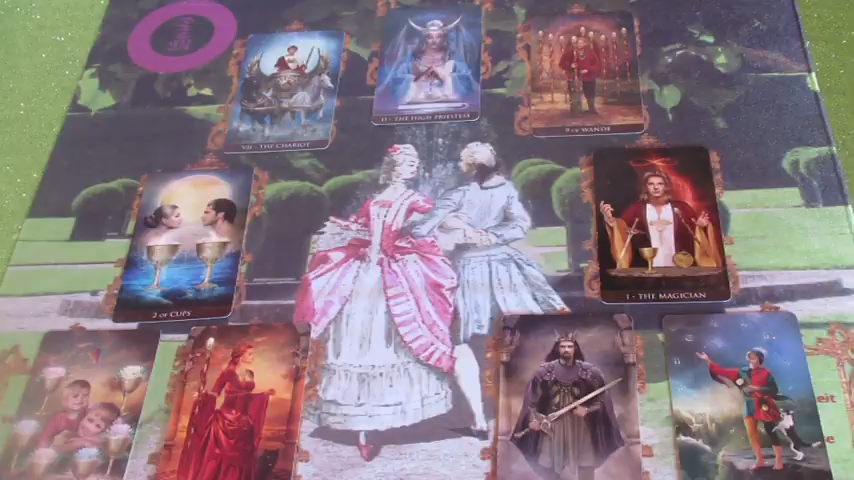 VII • THE CHARIOT
II • THE HIGH PRIESTESS
9 OF WANDS
2 OF CUPS
I • THE MAGICIAN